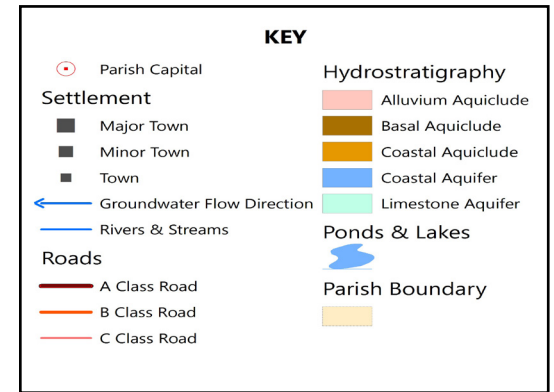 KEY
Parish Capital
Settlement
Major Town
Minor Town
Town
Groundwater Flow Direction
Rivers & Streams
Roads
A Class Road
B Class Road
C Class Road
Hydrostratigraphy
Alluvium Aquiclude
Basal Aquiclude
Coastal Aquiclude
Coastal Aquifer
Limestone Aquifer
Ponds & Lakes
Parish Boundary